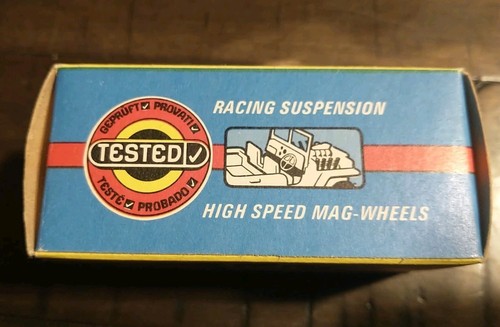 GEPRÜFT✓ PROVATI✓
TESTED✓
TESTÉ✓ PROBADO✓
RACING SUSPENSION
HIGH SPEED MAG-WHEELS